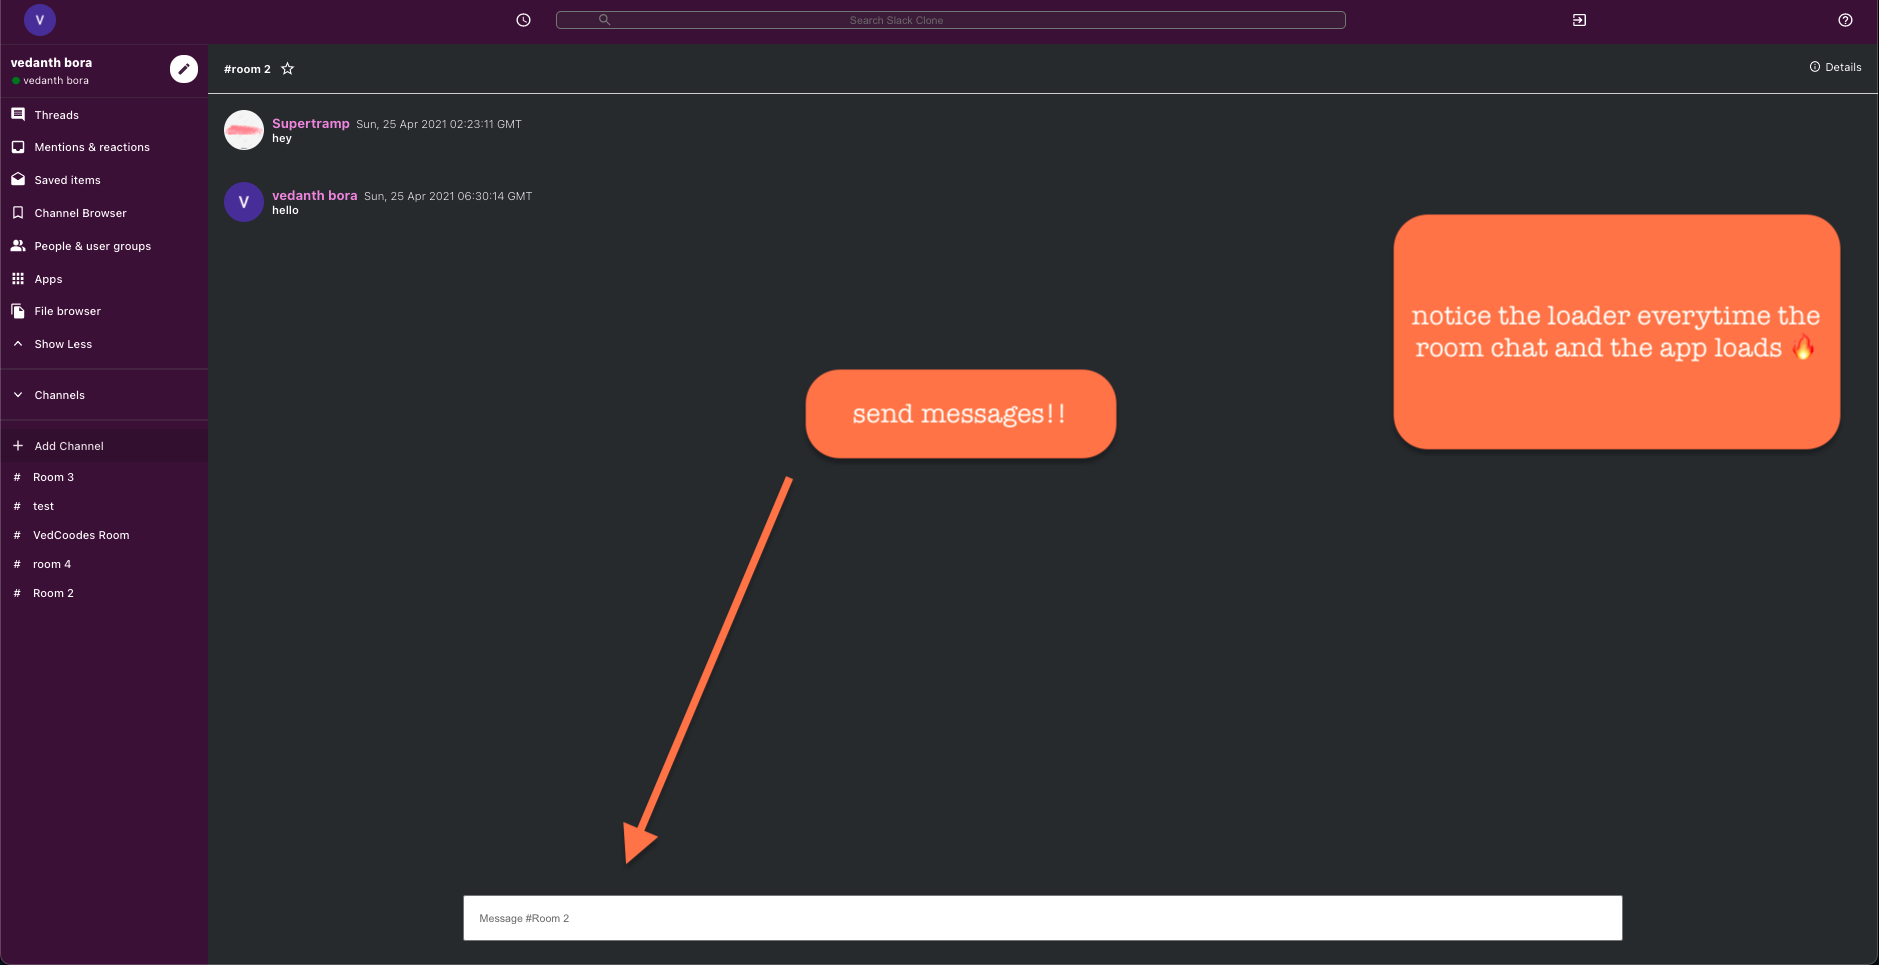 V
Search Slack Clone
vedanth bora
vedanth bora
Threads
Mentions & reactions
Saved items
Channel Browser
People & user groups
Apps
File browser
Show Less
Channels
Add Channel
# Room 3
# test
# VedCoodes Room
# room 4
# Room 2
#room 2
Details
Supertramp Sun, 25 Apr 2021 02:23:11 GMT
hey
V
vedanth bora Sun, 25 Apr 2021 06:30:14 GMT
hello
notice the loader everytime the
room chat and the app loads 🔥
send messages!!
Message #Room 2